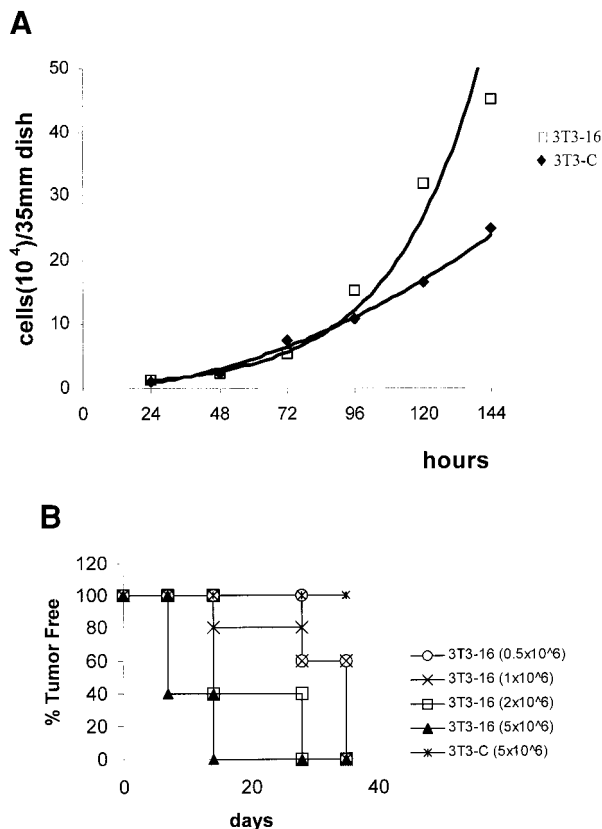 A
50
40
30
20
10
0
0 24 48 72 96 120 144
cells(10⁴)/35mm dish
hours
3T3-16
3T3-C
B
120
100
80
60
40
20
0
0 20 40
% Tumor Free
days
3T3-16 (0.5x10^6)
3T3-16 (1x10^6)
3T3-16 (2x10^6)
3T3-16 (5x10^6)
3T3-C (5x10^6)